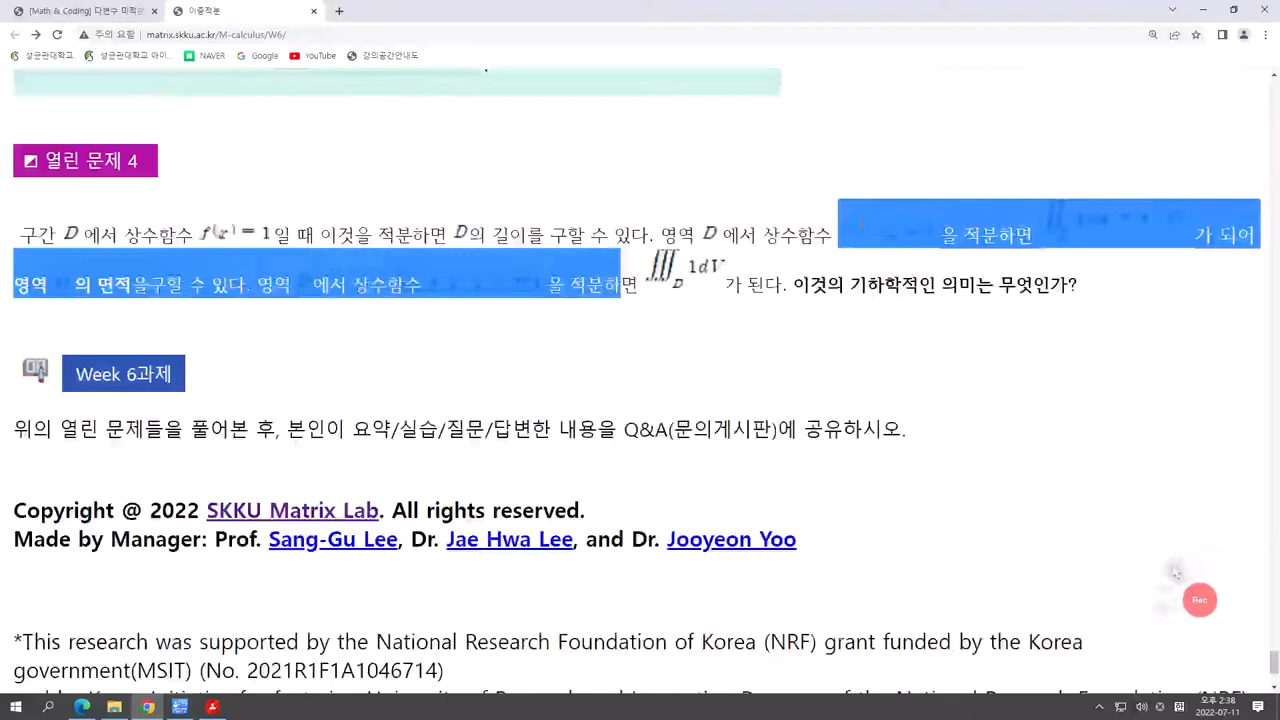 [Math & Coding] 다변수 미적분
이중적분
주의 요함 matrix.skku.ac.kr/M-calculus/W6/
성균관대학교 성균관대학교 아이... NAVER Google YouTube 강의공간안내도
열린 문제 4
구간 D 에서 상수함수 f(x) = 1일 때 이것을 적분하면 D의 길이를 구할 수 있다. 영역 D 에서 상수함수 을 적분하면 가 되어
영역 의 면적을구할 수 있다. 영역 에서 상수함수 을 적분하면 ∭_D 1dV 가 된다. 이것의 기하학적인 의미는 무엇인가?
Week 6과제
위의 열린 문제들을 풀어본 후, 본인이 요약/실습/질문/답변한 내용을 Q&A(문의게시판)에 공유하시오.
Copyright @ 2022 SKKU Matrix Lab. All rights reserved.
Made by Manager: Prof. Sang-Gu Lee, Dr. Jae Hwa Lee, and Dr. Jooyeon Yoo
Rec
*This research was supported by the National Research Foundation of Korea (NRF) grant funded by the Korea
government(MSIT) (No. 2021R1F1A1046714)
오후 2:38
2022-07-11